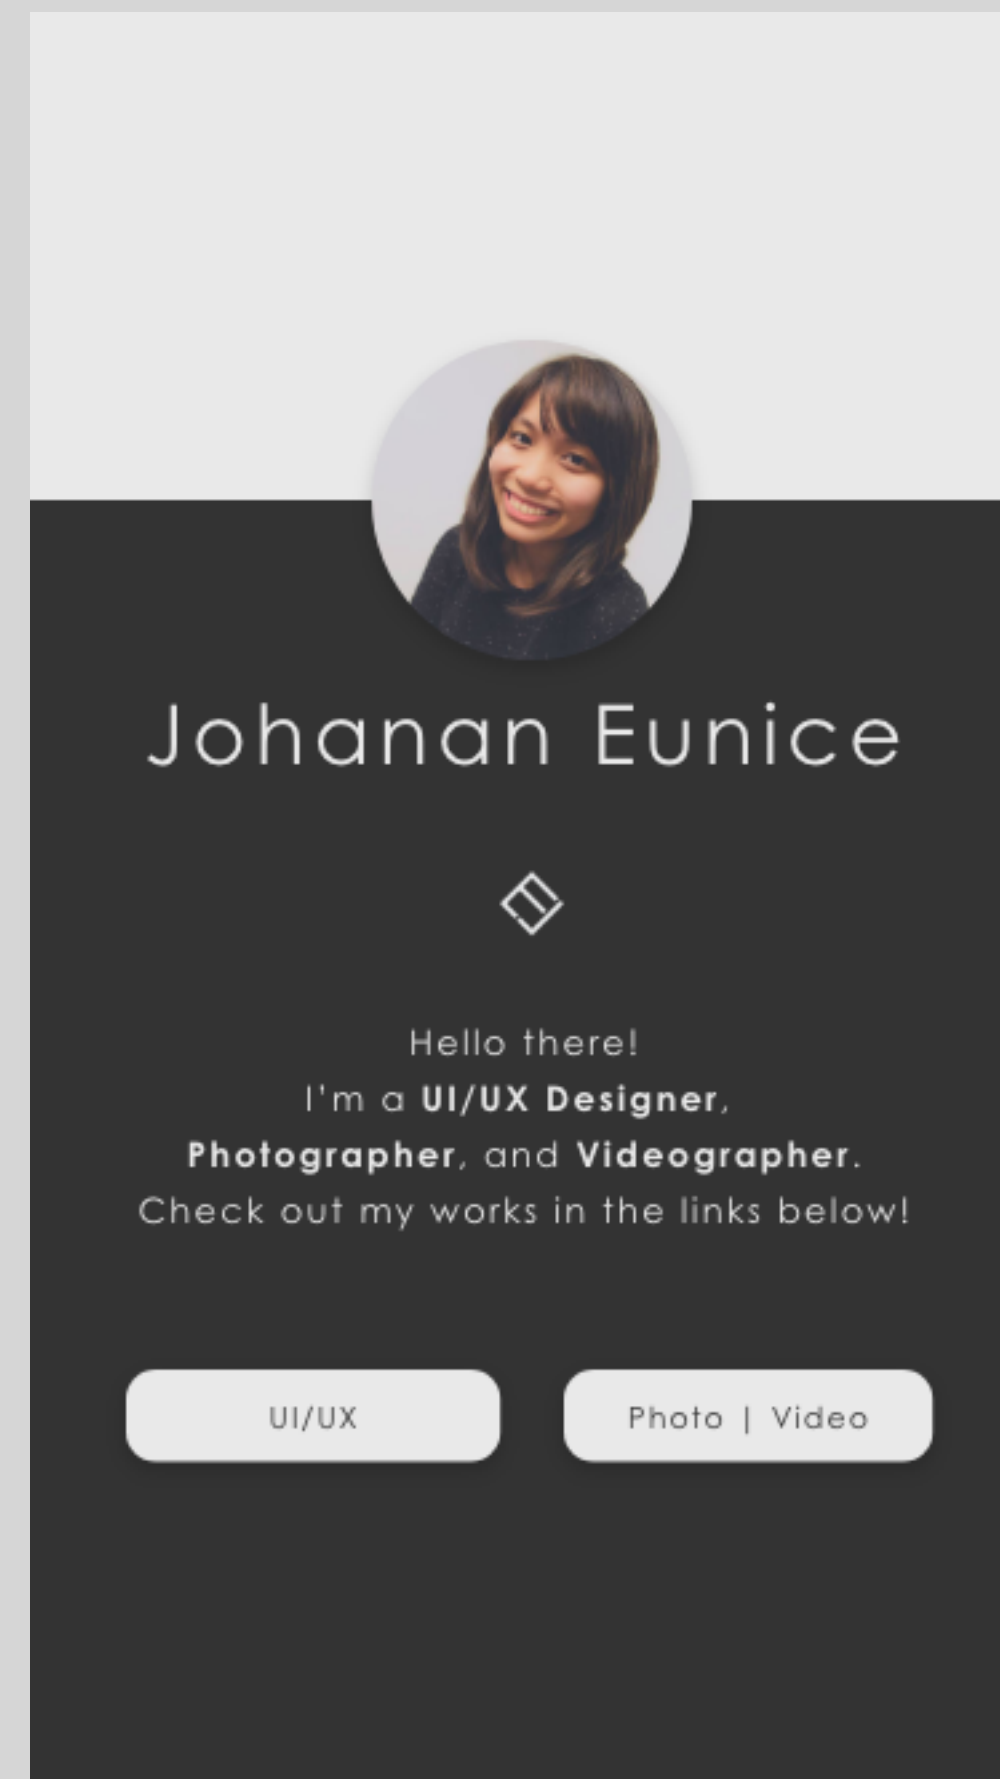 Johanan Eunice
Hello there!
I'm a UI/UX Designer,
Photographer, and Videographer.
Check out my works in the links below!
UI/UX
Photo | Video